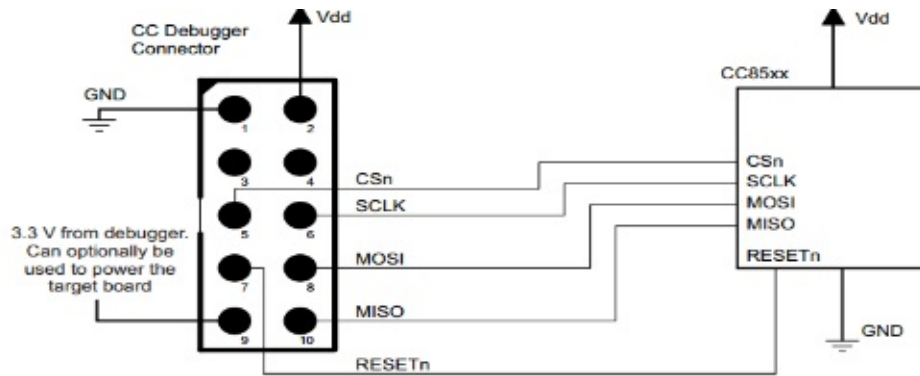 CC Debugger
Connector
Vdd
GND
1
2
3
4
5
6
7
8
9
10
3.3 V from debugger.
Can optionally be
used to power the
target board
CSn
SCLK
MOSI
MISO
RESETn
Vdd
CC85xx
CSn
SCLK
MOSI
MISO
RESETn
GND